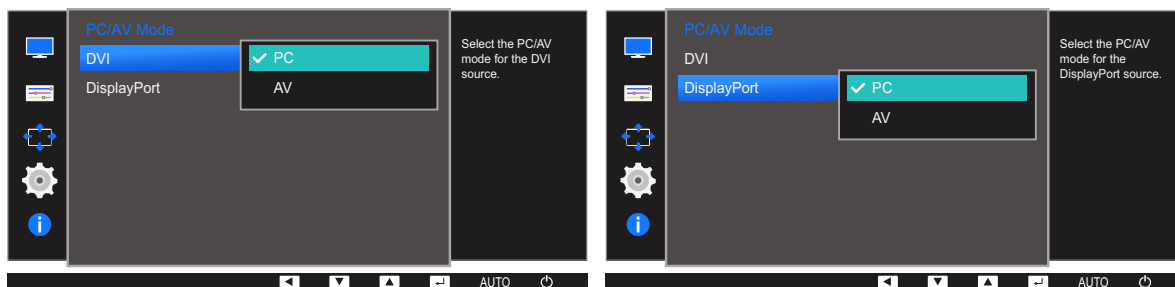 PC/AV Mode
DVI
PC
DisplayPort
AV
Select the PC/AV
mode for the DVI
source.
AUTO
PC/AV Mode
DVI
DisplayPort
PC
AV
Select the PC/AV
mode for the
DisplayPort source.
AUTO